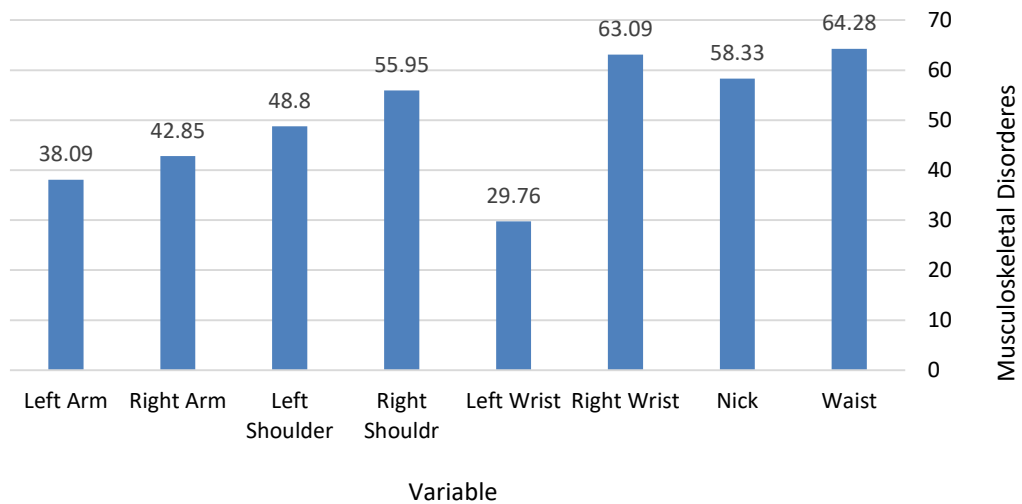 70
64.28
63.09
58.33
60
55.95
48.8
50
42.85
38.09
40
29.76
30
20
10
0
Musculoskeletal Disorderes
Left Arm
Right Arm
Left
Shoulder
Right
Shouldr
Left Wrist
Right Wrist
Nick
Waist
Variable